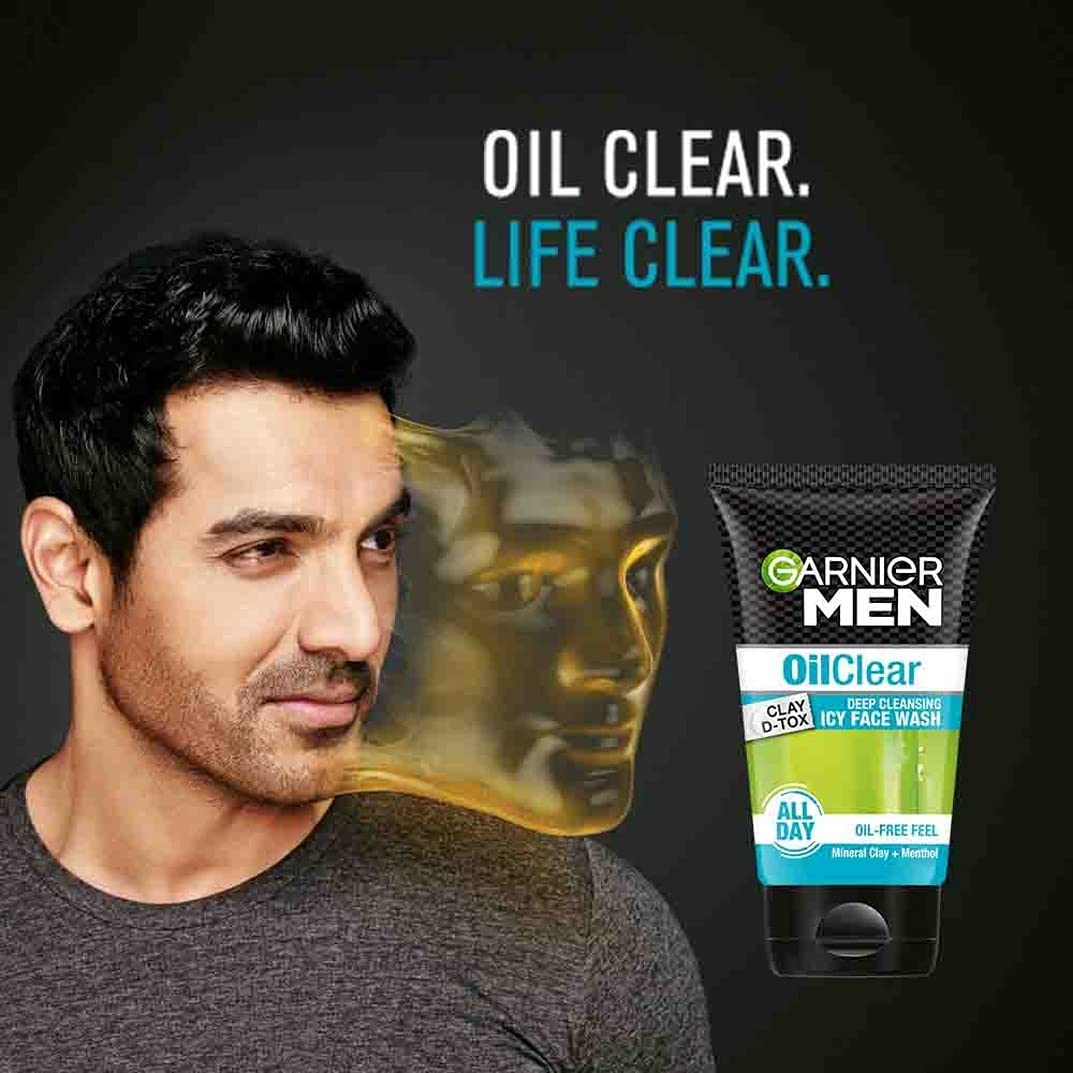 OIL CLEAR.
LIFE CLEAR.
GARNIER
MEN
OilClear
CLAY
D-TOX
DEEP CLEANSING
ICY FACE WASH
ALL
DAY
OIL-FREE FEEL
Mineral Clay + Menthol